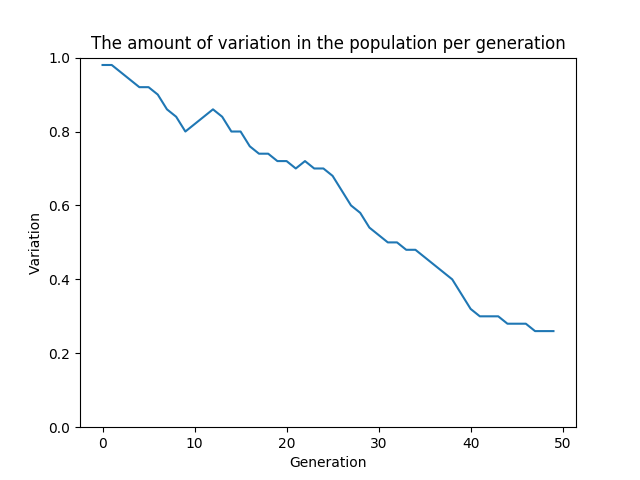 The amount of variation in the population per generation
1.0
0.8
0.6
0.4
0.2
0.0
Variation
0 10 20 30 40 50
Generation